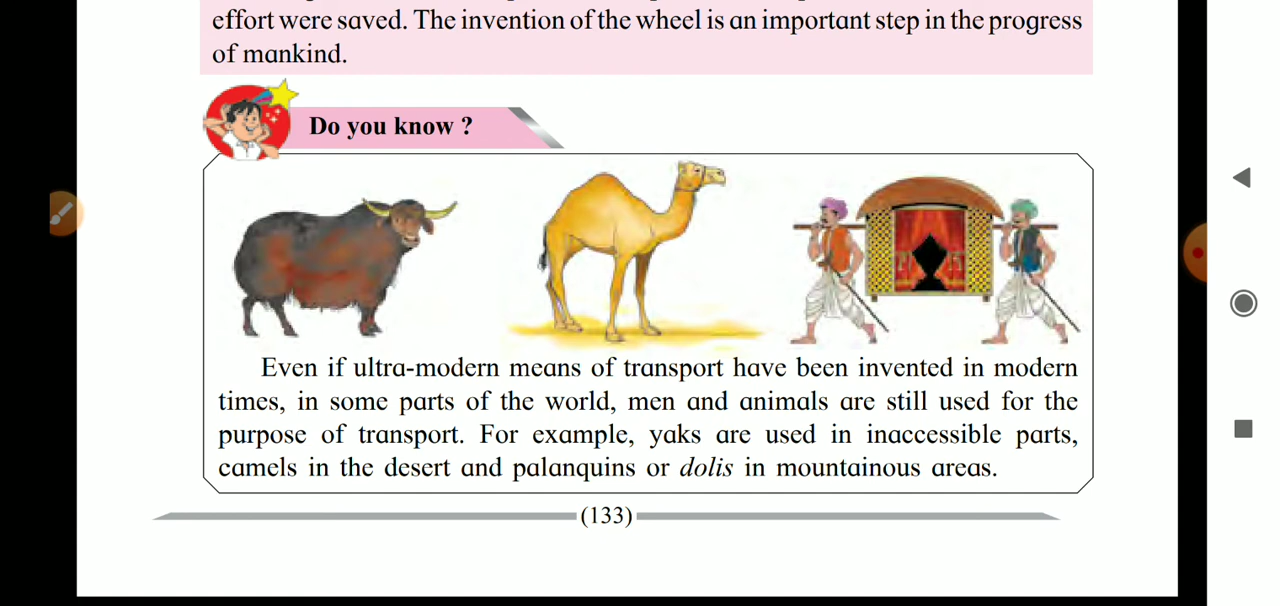 effort were saved. The invention of the wheel is an important step in the progress
of mankind.
Do you know ?
Even if ultra-modern means of transport have been invented in modern
times, in some parts of the world, men and animals are still used for the
purpose of transport. For example, yaks are used in inaccessible parts,
camels in the desert and palanquins or dolis in mountainous areas.
(133)